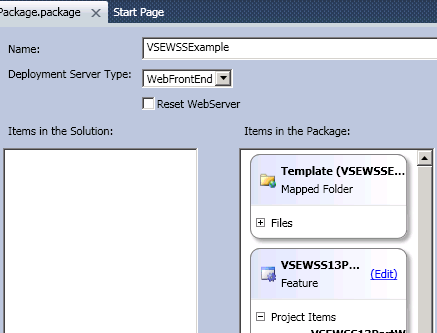 Package.package
Start Page
Name:
VSEWSSExample
Deployment Server Type:
WebFrontEnd
Reset WebServer
Items in the Solution:
Items in the Package:
Template (VSEWSSE...
Mapped Folder
Files
VSEWSS13P...
(Edit)
Feature
Project Items